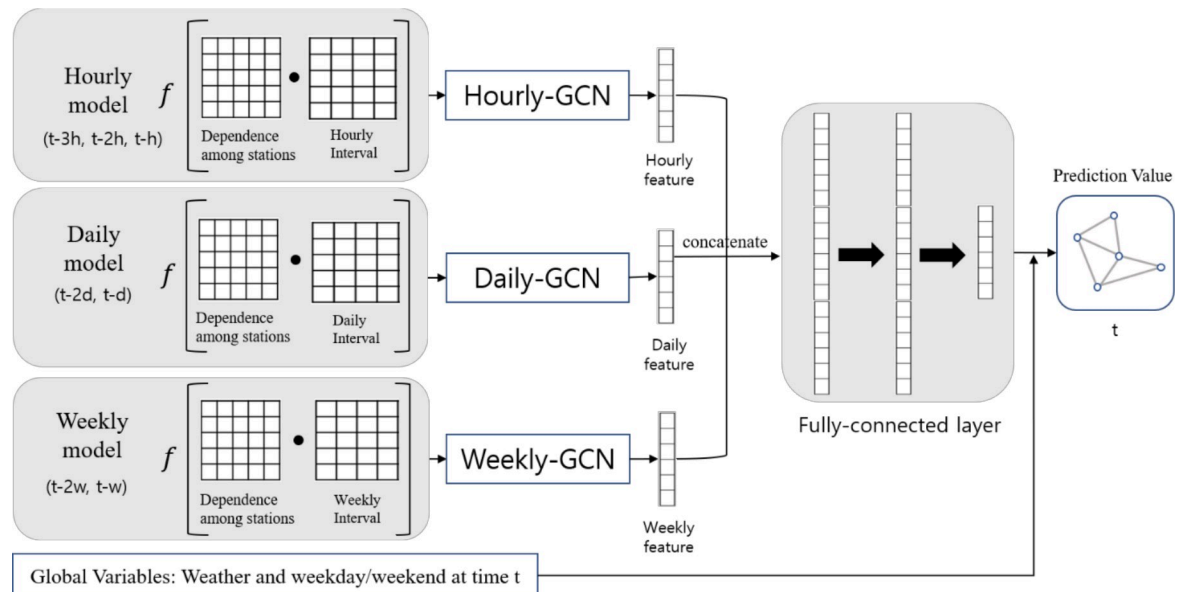 Hourly
model
(t-3h, t-2h, t-h)
f
Dependence
among stations
Hourly
Interval
Hourly-GCN
Hourly
feature
Daily
model
(t-2d, t-d)
f
Dependence
among stations
Daily
Interval
Daily-GCN
Daily
feature
Weekly
model
(t-2w, t-w)
f
Dependence
among stations
Weekly
Interval
Weekly-GCN
Weekly
feature
concatenate
Fully-connected layer
Prediction Value
t
Global Variables: Weather and weekday/weekend at time t